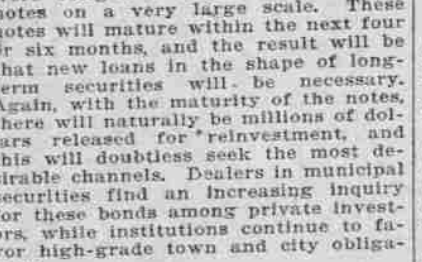 notes on a very large scale. These
notes will mature within the next four
or six months, and the result will be
that new loans in the shape of long-
term securities will be necessary.
Again, with the maturity of the notes,
there will naturally be millions of dol-
lars released for reinvestment, and
this will doubtless seek the most de-
sirable channels. Dealers in municipal
securities find an increasing inquiry
for these bonds among private invest-
ors, while institutions continue to fa-
vor high-grade town and city obliga-